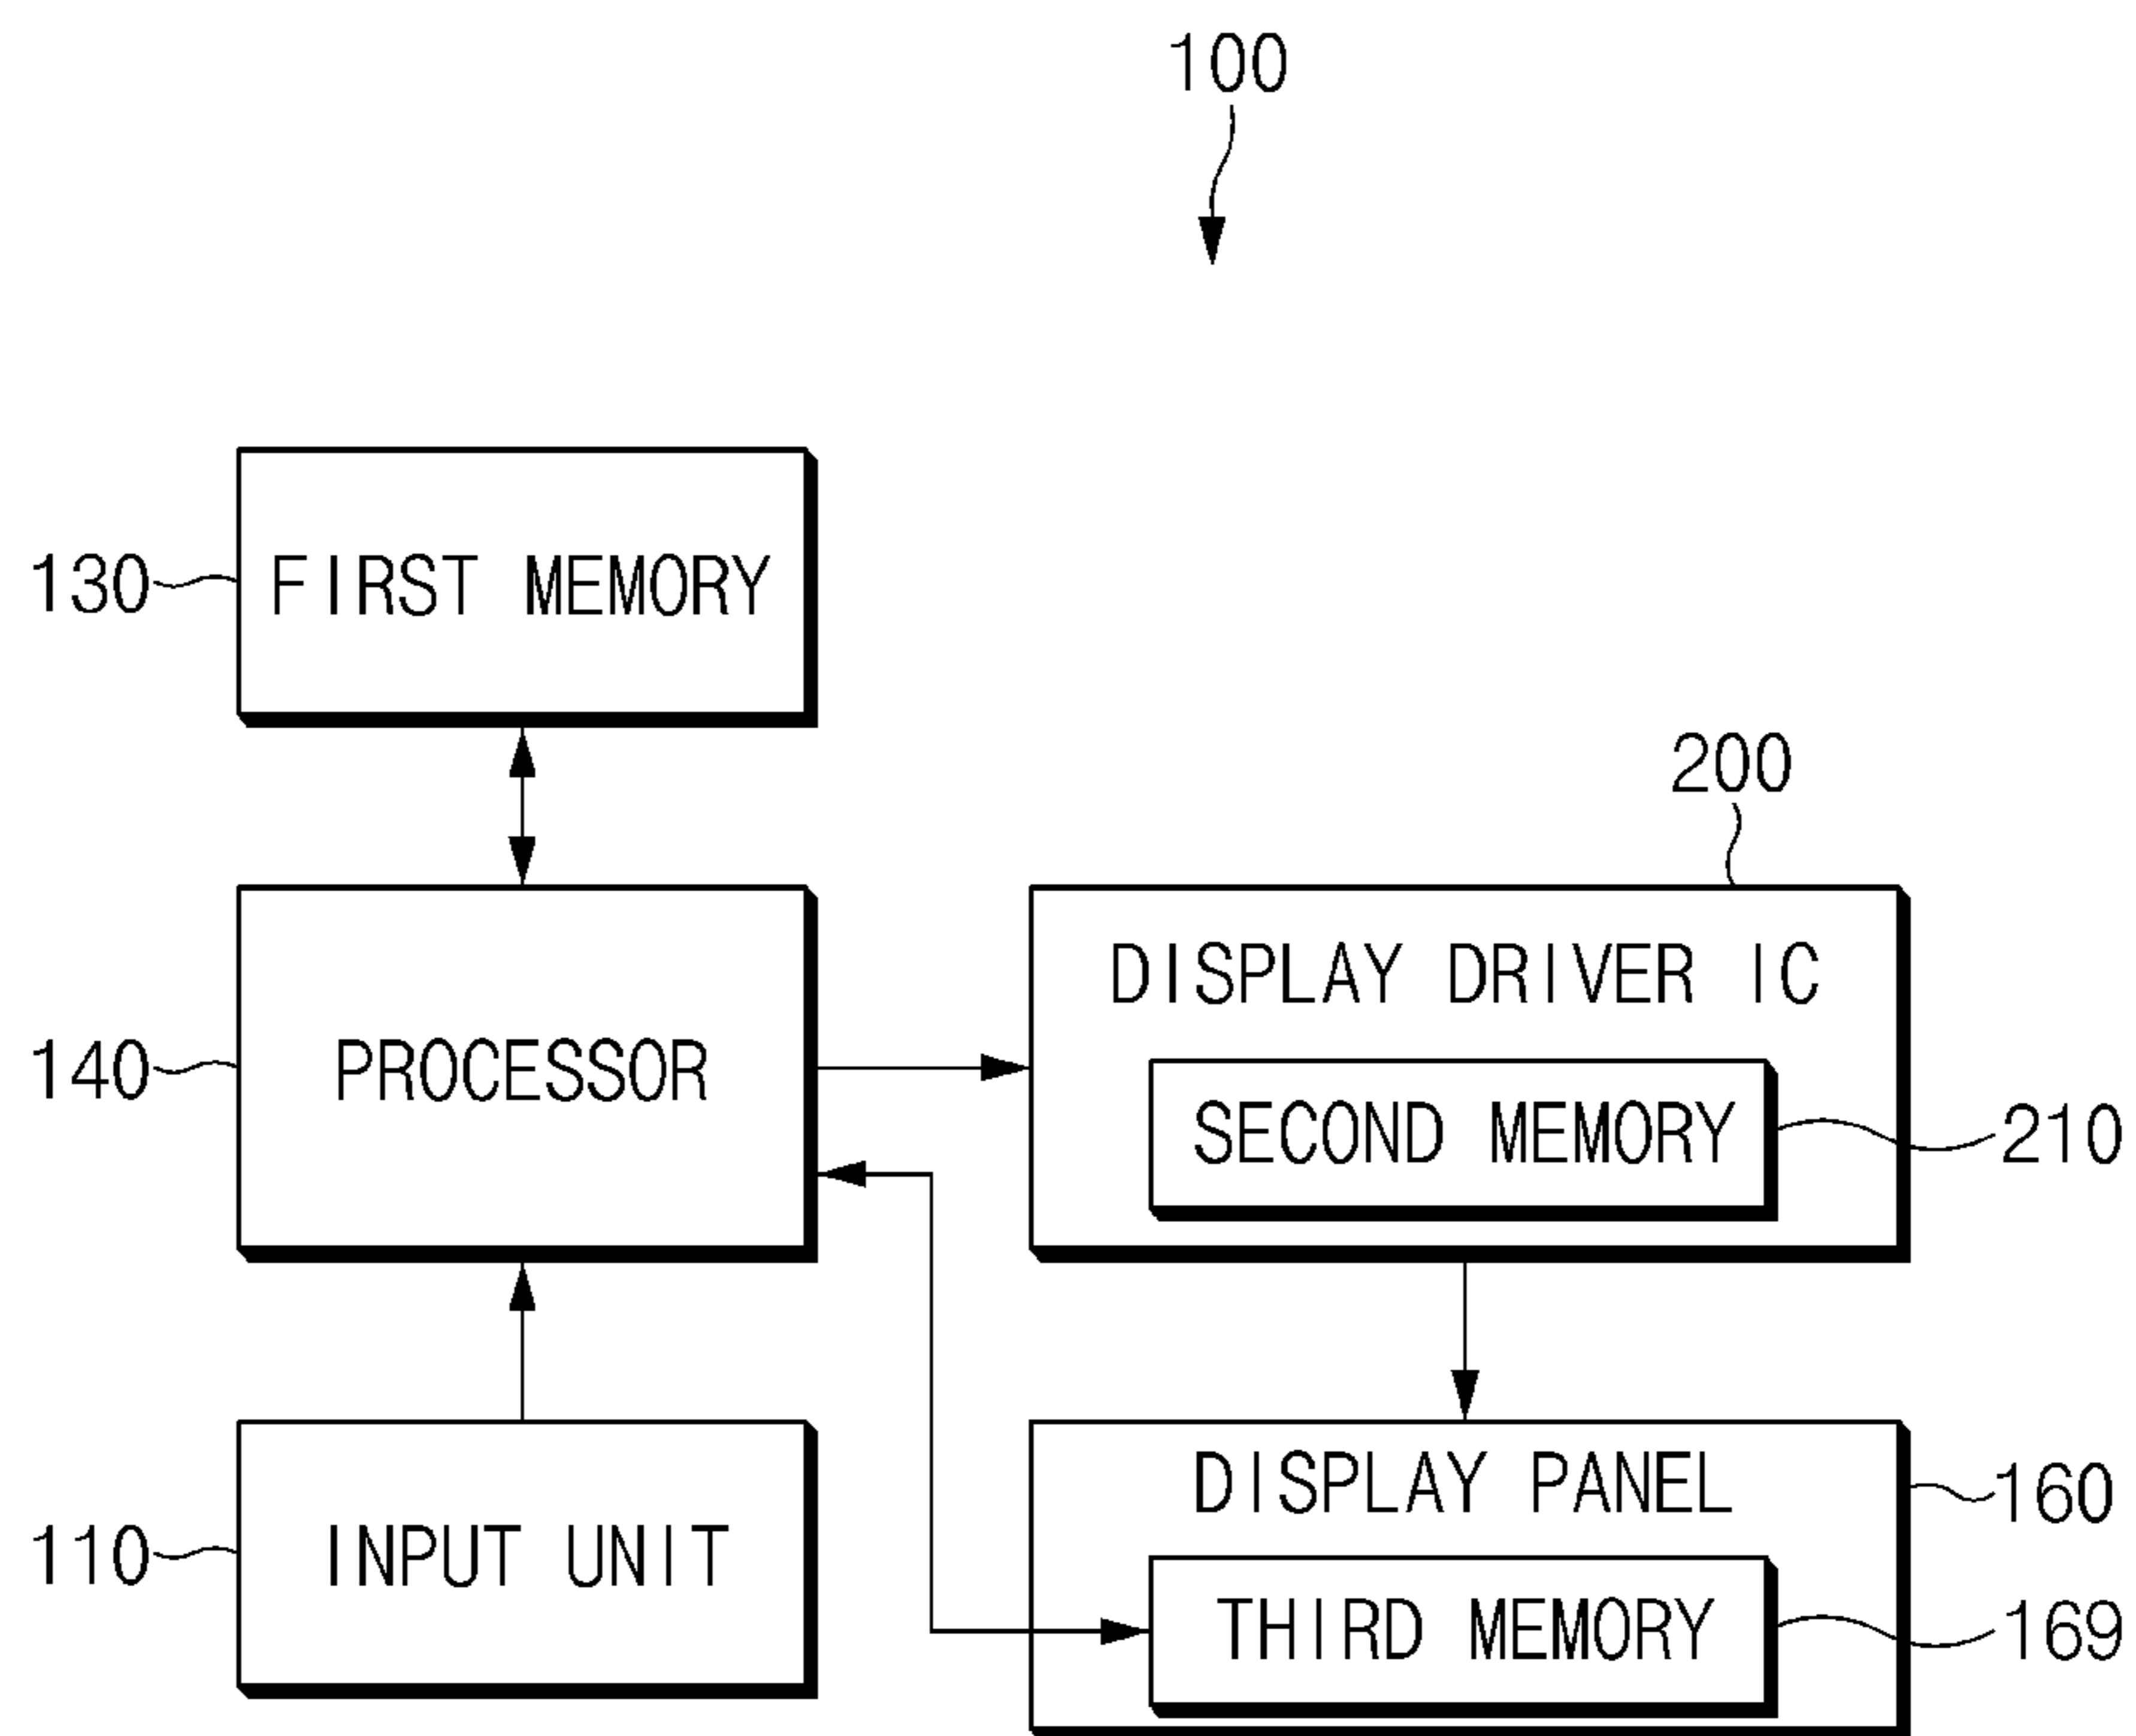 100
130
FIRST MEMORY
200
DISPLAY DRIVER IC
140
PROCESSOR
SECOND MEMORY
210
DISPLAY PANEL
160
110
INPUT UNIT
THIRD MEMORY
169